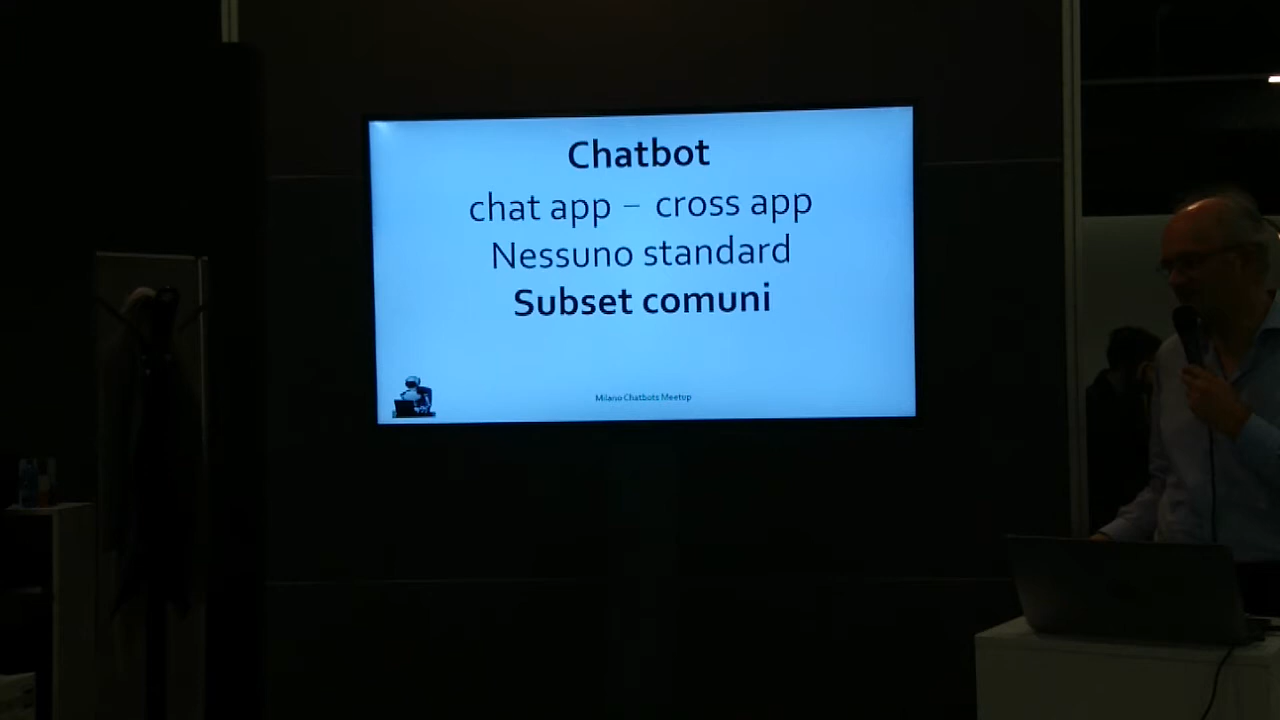 Chatbot
chat app – cross app
Nessuno standard
Subset comuni
Milano Chatbots Meetup